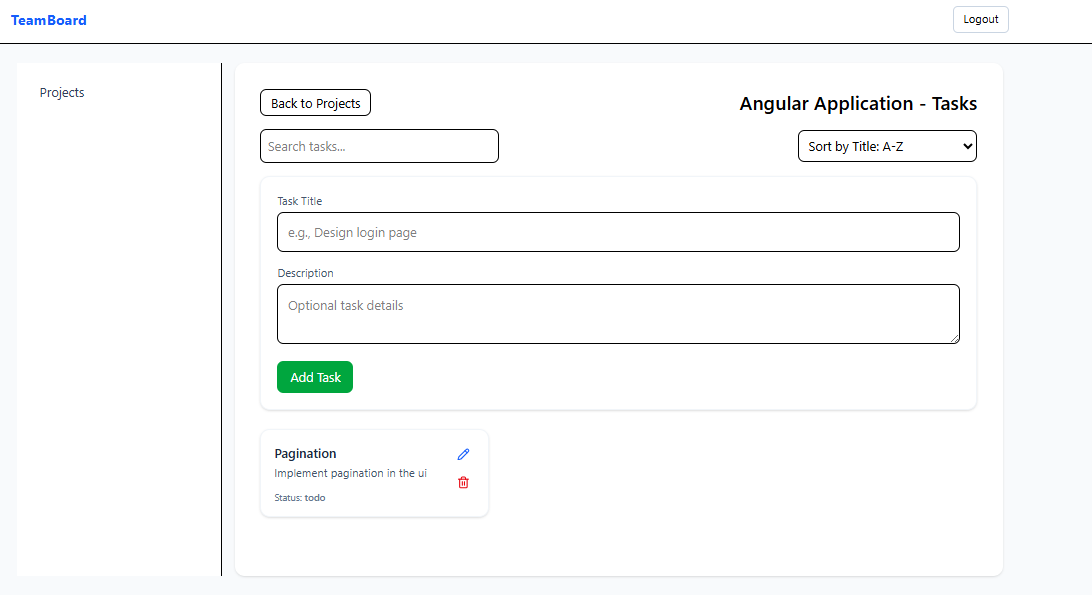 TeamBoard
Logout
Projects
Back to Projects
Angular Application - Tasks
Search tasks...
Sort by Title: A-Z
Task Title
e.g., Design login page
Description
Optional task details
Add Task
Pagination
Implement pagination in the ui
Status: todo